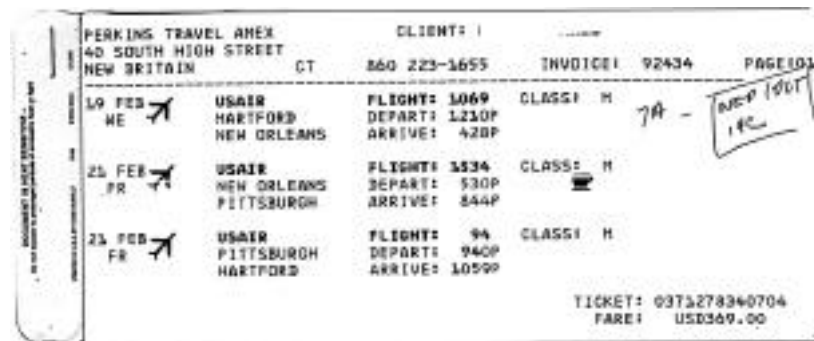 PERKINS TRAVEL AMEX CLIENT:
40 SOUTH HIGH STREET
NEW BRITAIN CT 860 223-1655 INVOICE: 92434 PAGE:01
19 FEB USAIR FLIGHT: 1069 CLASS: M
WE HARTFORD DEPART: 1210P 7A -
NEW ORLEANS ARRIVE: 428P
21 FEB USAIR FLIGHT: 1534 CLASS: M
FR NEW ORLEANS DEPART: 530P
PITTSBURGH ARRIVE: 844P
21 FEB USAIR FLIGHT: 94 CLASS: M
FR PITTSBURGH DEPART: 940P
HARTFORD ARRIVE: 1059P
TICKET: 0371278340704
FARE: USD369.00